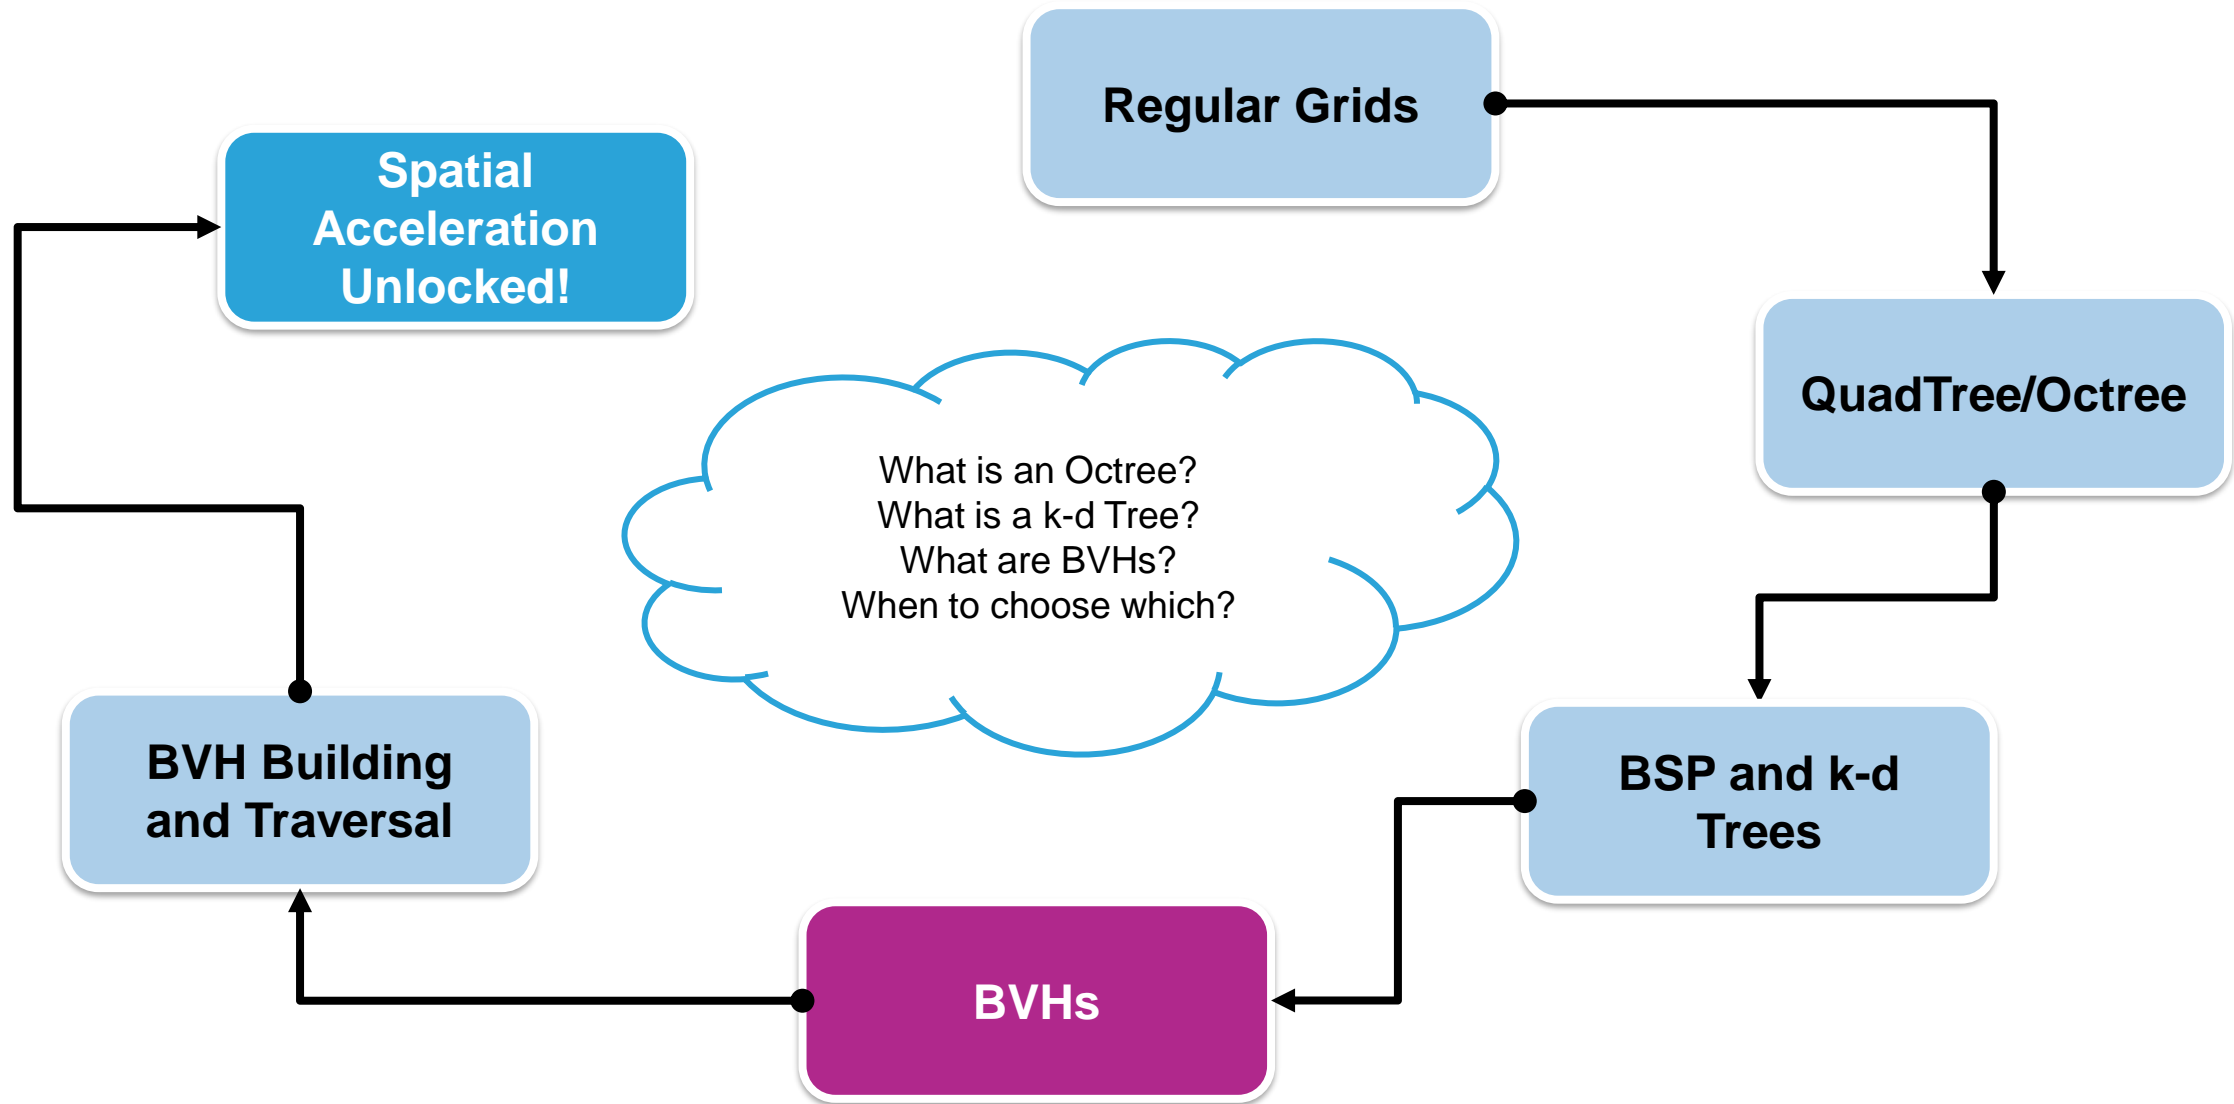 Regular Grids
Spatial
Acceleration
Unlocked!
QuadTree/Octree
What is an Octree?
What is a k-d Tree?
What are BVHs?
When to choose which?
BVH Building
and Traversal
BSP and k-d
Trees
BVHs